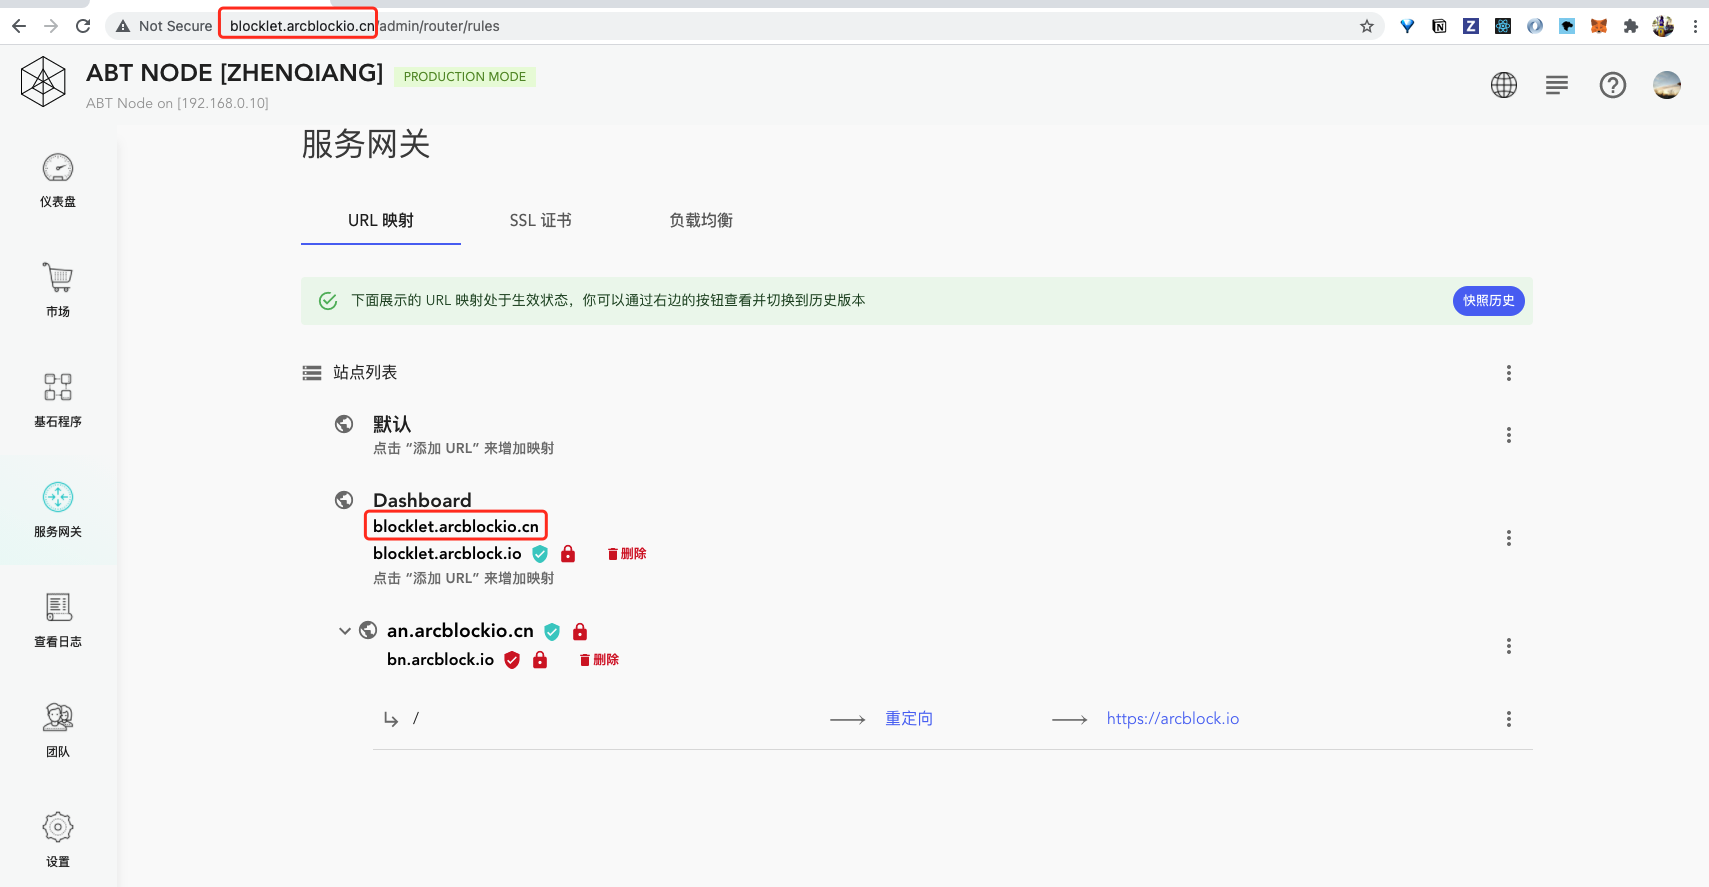 Not Secure blocklet.arcblockio.cn/admin/router/rules
ABT NODE [ZHENQIANG] PRODUCTION MODE
ABT Node on [192.168.0.10]
仪表盘
市场
基石程序
服务网关
查看日志
团队
设置
服务网关
URL 映射 SSL 证书 负载均衡
下面展示的 URL 映射处于生效状态，你可以通过右边的按钮查看并切换到历史版本 快照历史
站点列表
默认
点击 “添加 URL” 来增加映射
Dashboard
blocklet.arcblockio.cn
blocklet.arcblock.io 删除
点击 “添加 URL” 来增加映射
an.arcblockio.cn
bn.arcblock.io 删除
/ 重定向 https://arcblock.io